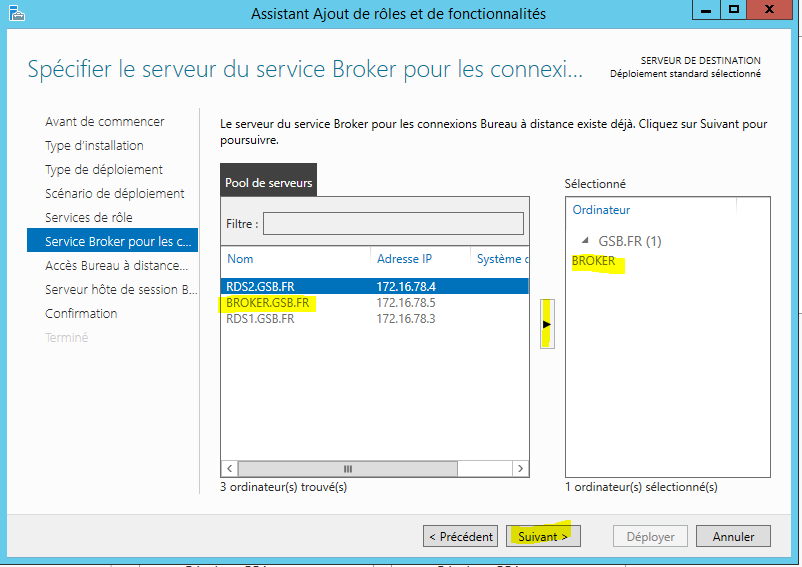 Assistant Ajout de rôles et de fonctionnalités
Spécifier le serveur du service Broker pour les connexi...
SERVEUR DE DESTINATION
Déploiement standard sélectionné
Avant de commencer
Type d'installation
Type de déploiement
Scénario de déploiement
Services de rôle
Service Broker pour les c...
Accès Bureau à distance...
Serveur hôte de session B...
Confirmation
Terminé
Le serveur du service Broker pour les connexions Bureau à distance existe déjà. Cliquez sur Suivant pour
poursuivre.
Pool de serveurs
Filtre :
Nom Adresse IP Système
RDS2.GSB.FR 172.16.78.4
BROKER.GSB.FR 172.16.78.5
RDS1.GSB.FR 172.16.78.3
3 ordinateur(s) trouvé(s)
Sélectionné
Ordinateur
GSB.FR (1)
BROKER
1 ordinateur(s) sélectionné(s)
< Précédent Suivant > Déployer Annuler